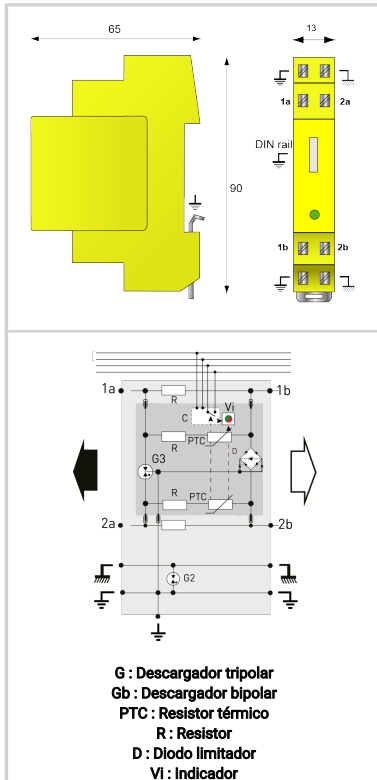 65
13
1a 2a
DIN rail
90
1b 2b
1a R 1b
Vi
C
R PTC D
G3
R PTC
2a R 2b
G2
G : Descargador tripolar
Gb : Descargador bipolar
PTC : Resistor térmico
R : Resistor
D : Diodo limitador
Vi : Indicador